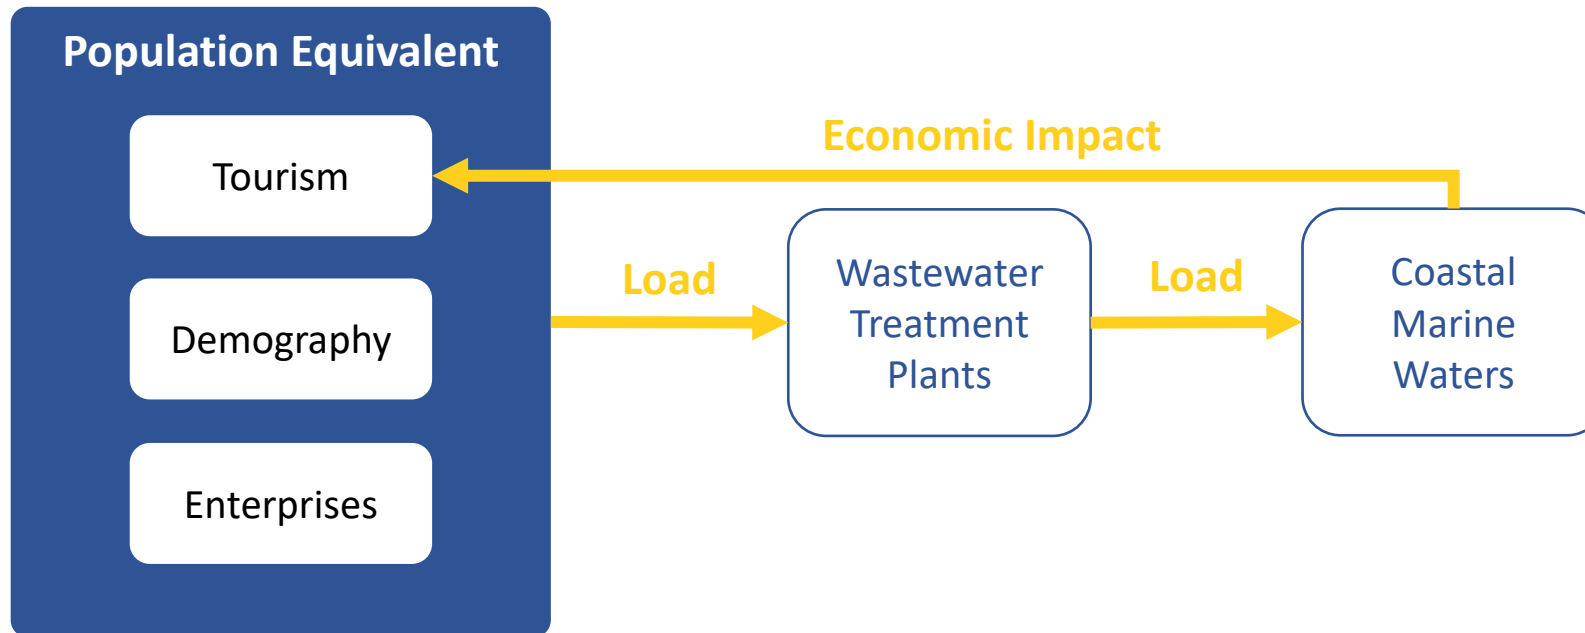 Population Equivalent
Tourism
Demography
Enterprises
Economic Impact
Load
Wastewater
Treatment
Plants
Load
Coastal
Marine
Waters